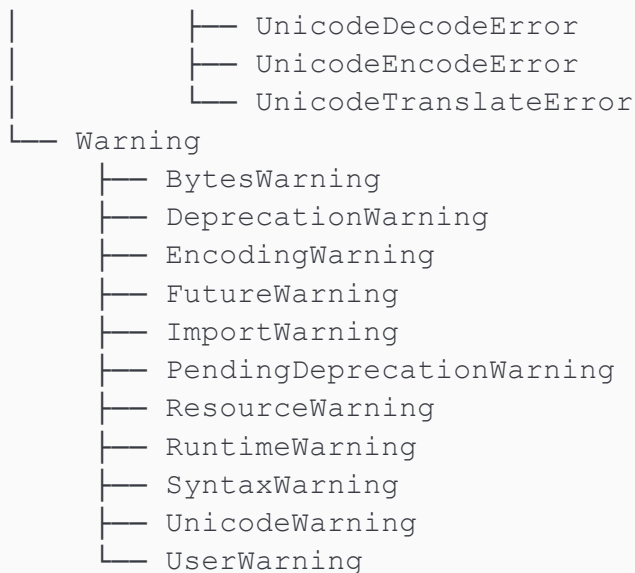 │           ├── UnicodeDecodeError
│           ├── UnicodeEncodeError
│           └── UnicodeTranslateError
└── Warning
     ├── BytesWarning
     ├── DeprecationWarning
     ├── EncodingWarning
     ├── FutureWarning
     ├── ImportWarning
     ├── PendingDeprecationWarning
     ├── ResourceWarning
     ├── RuntimeWarning
     ├── SyntaxWarning
     ├── UnicodeWarning
     └── UserWarning